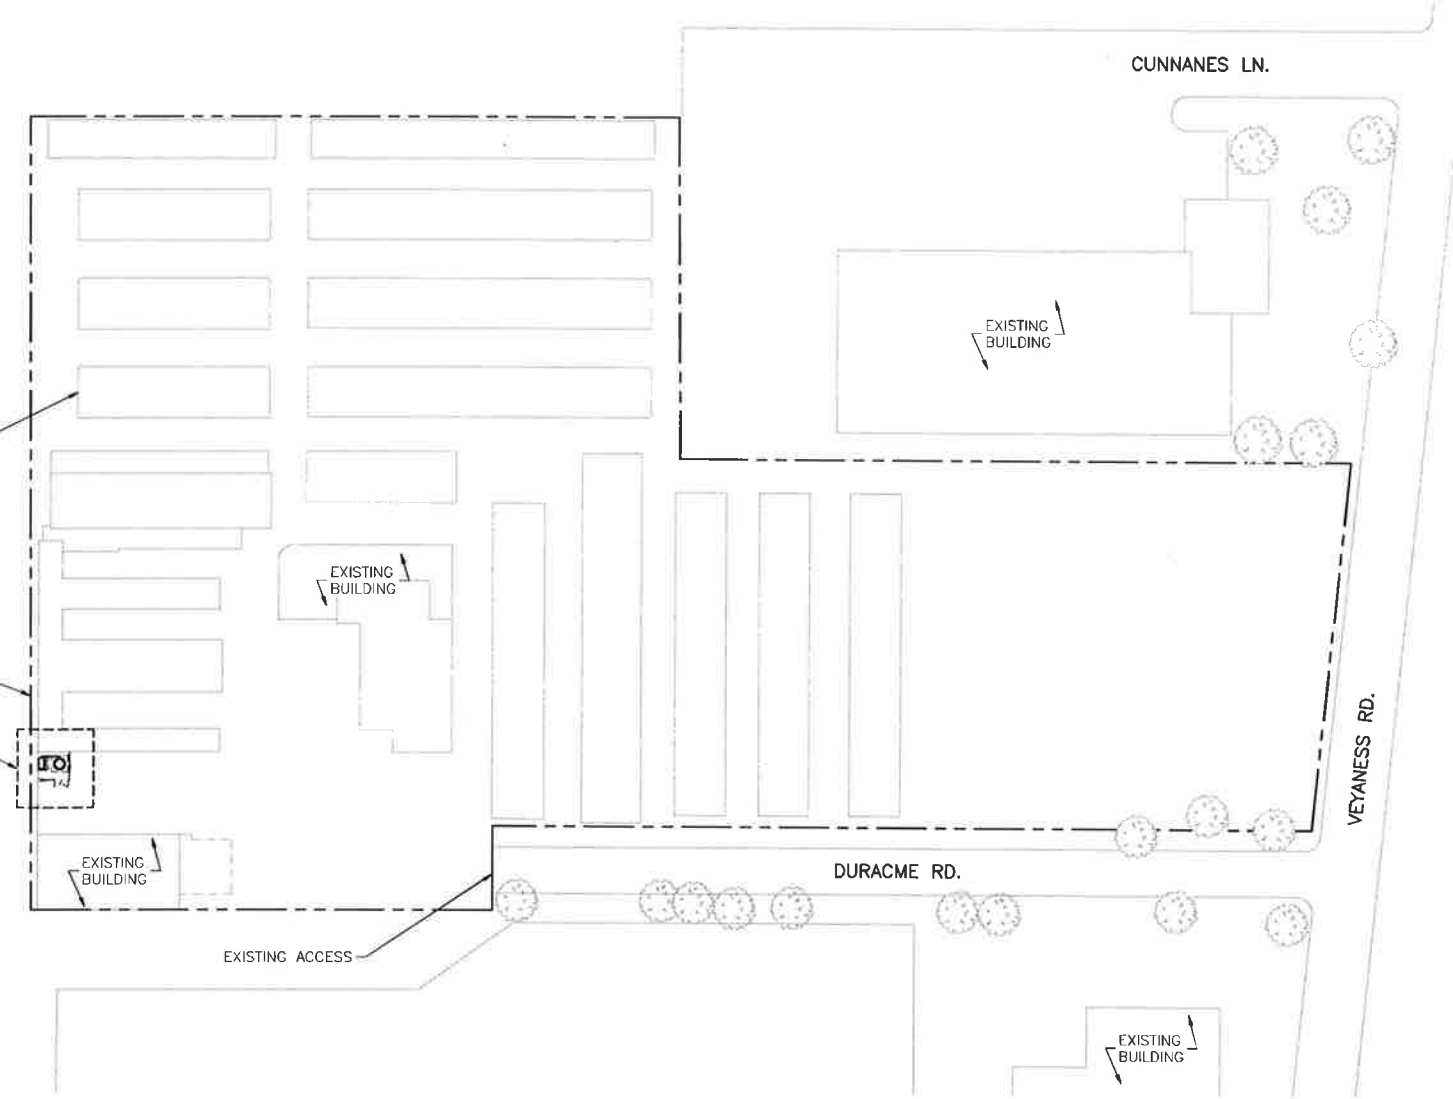 CUNNANES LN.
EXISTING
BUILDING
EXISTING
BUILDING
VEYANESS RD.
EXISTING
BUILDING
DURACME RD.
EXISTING ACCESS
EXISTING
BUILDING